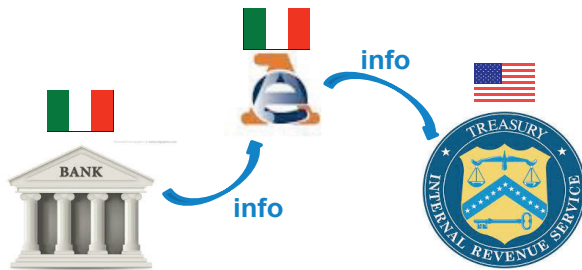 info
BANK
info
TREASURY
INTERNAL REVENUE SERVICE